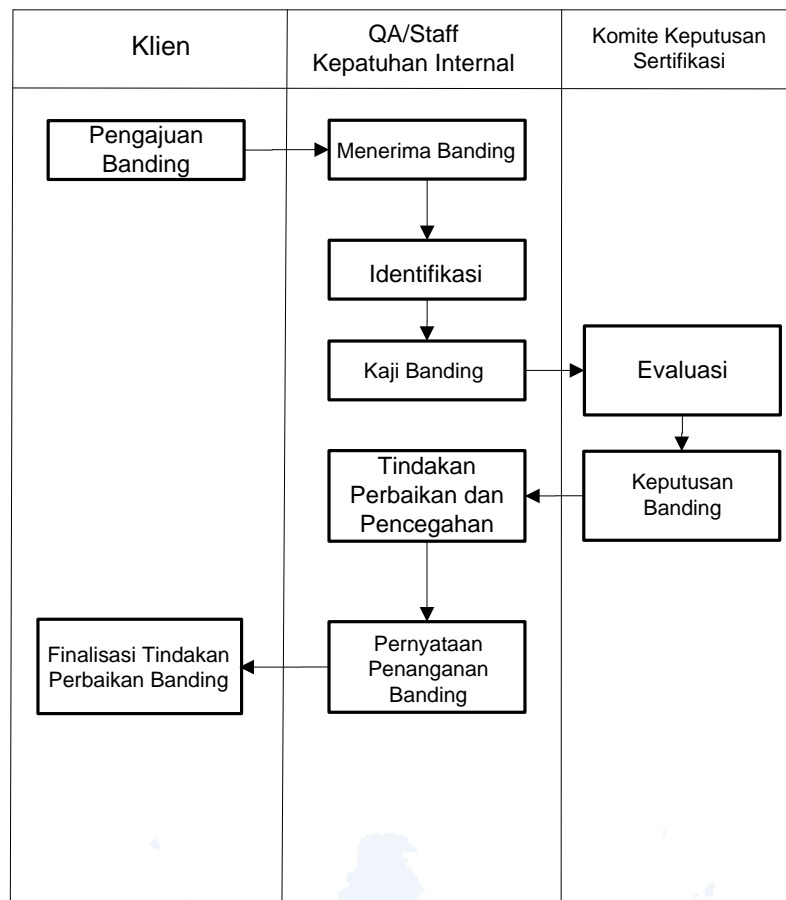 Klien
QA/Staff
Kepatuhan Internal
Komite Keputusan
Sertifikasi
Pengajuan
Banding
Menerima Banding
Identifikasi
Kaji Banding
Evaluasi
Tindakan
Perbaikan dan
Pencegahan
Keputusan
Banding
Finalisasi Tindakan
Perbaikan Banding
Pernyataan
Penanganan
Banding